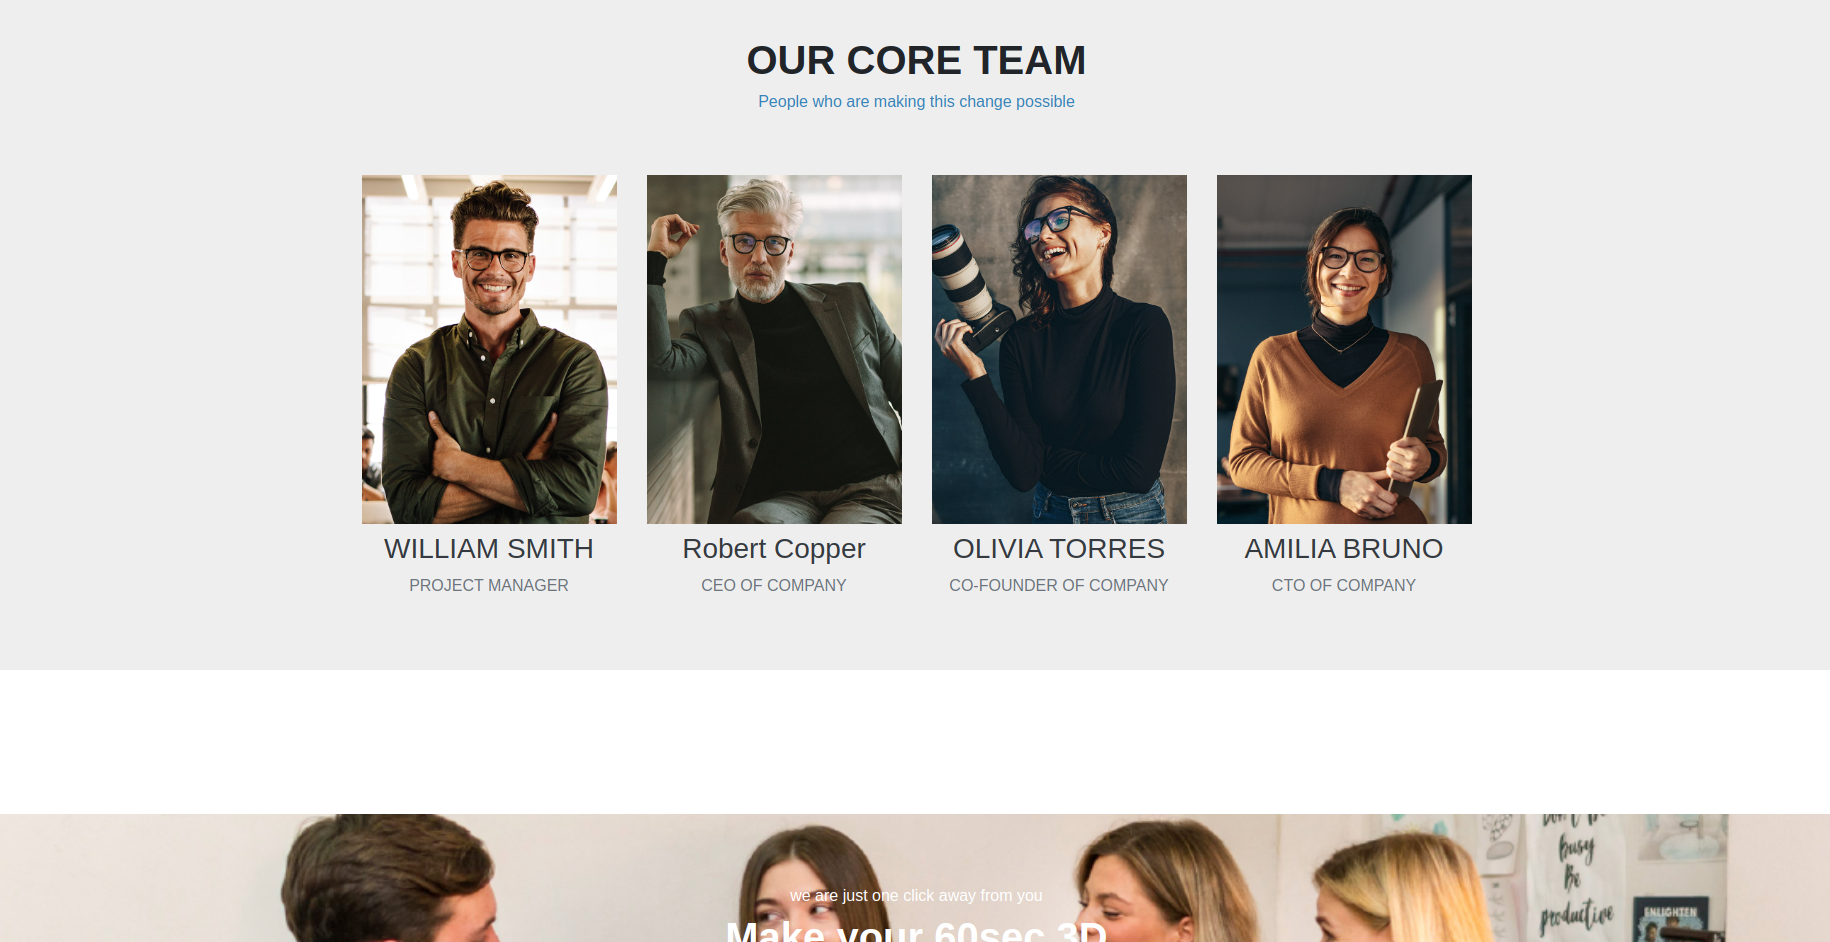 OUR CORE TEAM
People who are making this change possible
WILLIAM SMITH
PROJECT MANAGER
Robert Copper
CEO OF COMPANY
OLIVIA TORRES
CO-FOUNDER OF COMPANY
AMILIA BRUNO
CTO OF COMPANY
we are just one click away from you
Make your 60sec 3D
busy
Be
productive
ENLIGHTEN